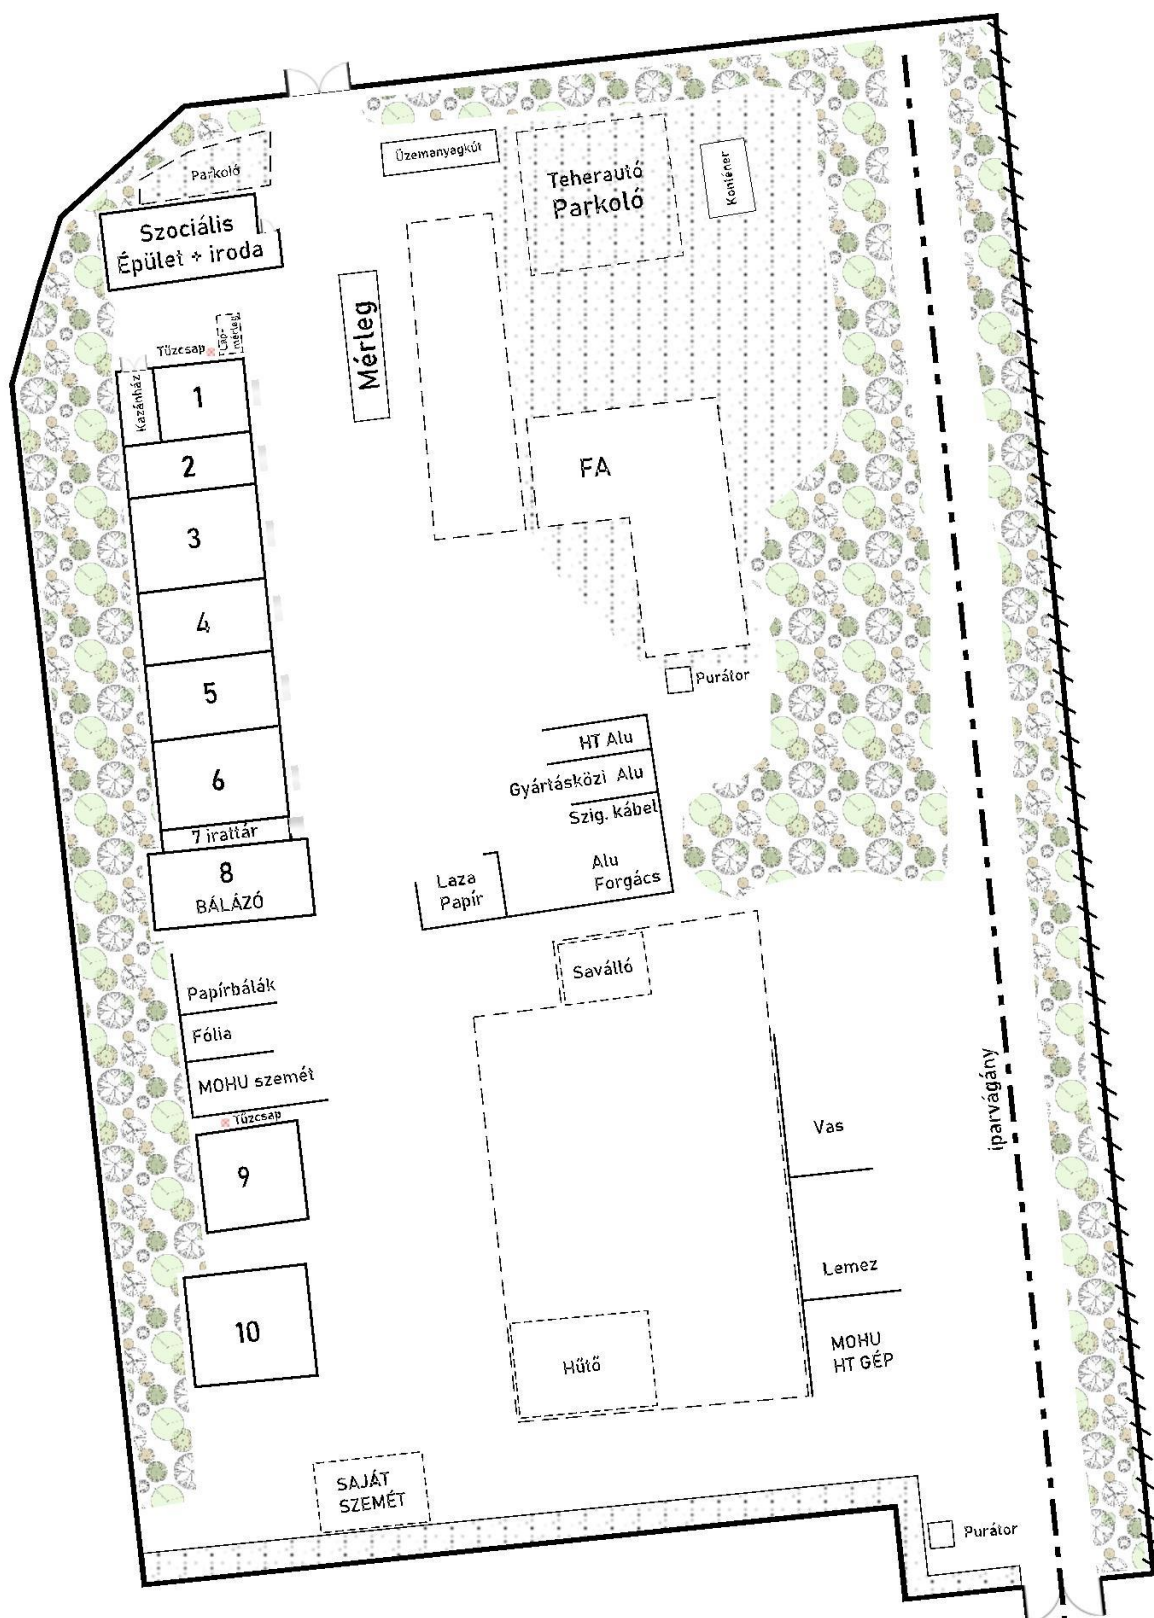 Üzemanyagkút
Parkoló
Teherautó
Parkoló
Konténer
Szociális
Épület + iroda
Mérleg
Tűzcsap
mérleg
Kazánház
1
2
FA
3
4
5
Purátor
6
HT Alu
Gyártásközi Alu
Szig. kábel
7 irattár
8
BÁLÁZÓ
Laza
Papír
Alu
Forgács
Saválló
Papírbálák
Fólia
MOHU szemét
Tűzcsap
iparvágány
Vas
9
Lemez
10
MOHU
HT GÉP
Hűtő
SAJÁT
SZEMÉT
Purátor